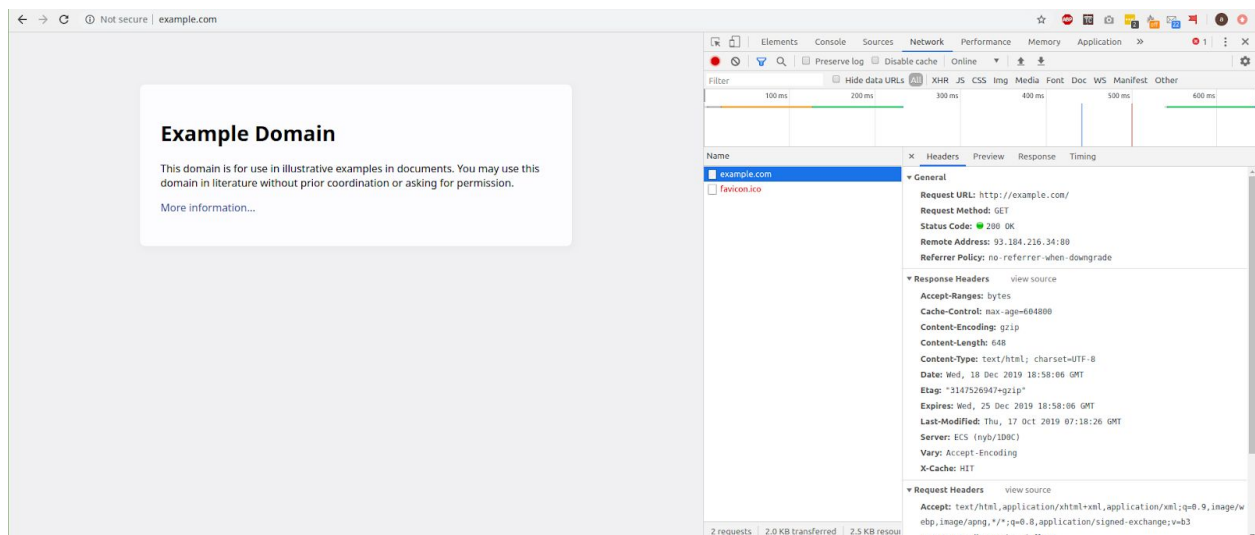 Not secure | example.com
Elements Console Sources Network Performance Memory Application » 1
Preserve log Disable cache Online
Filter Hide data URLs All XHR JS CSS Img Media Font Doc WS Manifest Other
100 ms 200 ms 300 ms 400 ms 500 ms 600 ms
Example Domain
This domain is for use in illustrative examples in documents. You may use this
domain in literature without prior coordination or asking for permission.
More information...
Name
example.com
favicon.ico
× Headers Preview Response Timing
General
Request URL: http://example.com/
Request Method: GET
Status Code: 200 OK
Remote Address: 93.184.216.34:80
Referrer Policy: no-referrer-when-downgrade
Response Headers view source
Accept-Ranges: bytes
Cache-Control: max-age=604800
Content-Encoding: gzip
Content-Length: 648
Content-Type: text/html; charset=UTF-8
Date: Wed, 18 Dec 2019 18:58:06 GMT
Etag: "3147526947+gzip"
Expires: Wed, 25 Dec 2019 18:58:06 GMT
Last-Modified: Thu, 17 Oct 2019 07:18:26 GMT
Server: ECS (nyb/1D0C)
Vary: Accept-Encoding
X-Cache: HIT
Request Headers view source
Accept: text/html,application/xhtml+xml,application/xml;q=0.9,image/w
ebp,image/apng,*/*;q=0.8,application/signed-exchange;v=b3
2 requests 2.0 KB transferred 2.5 KB resou